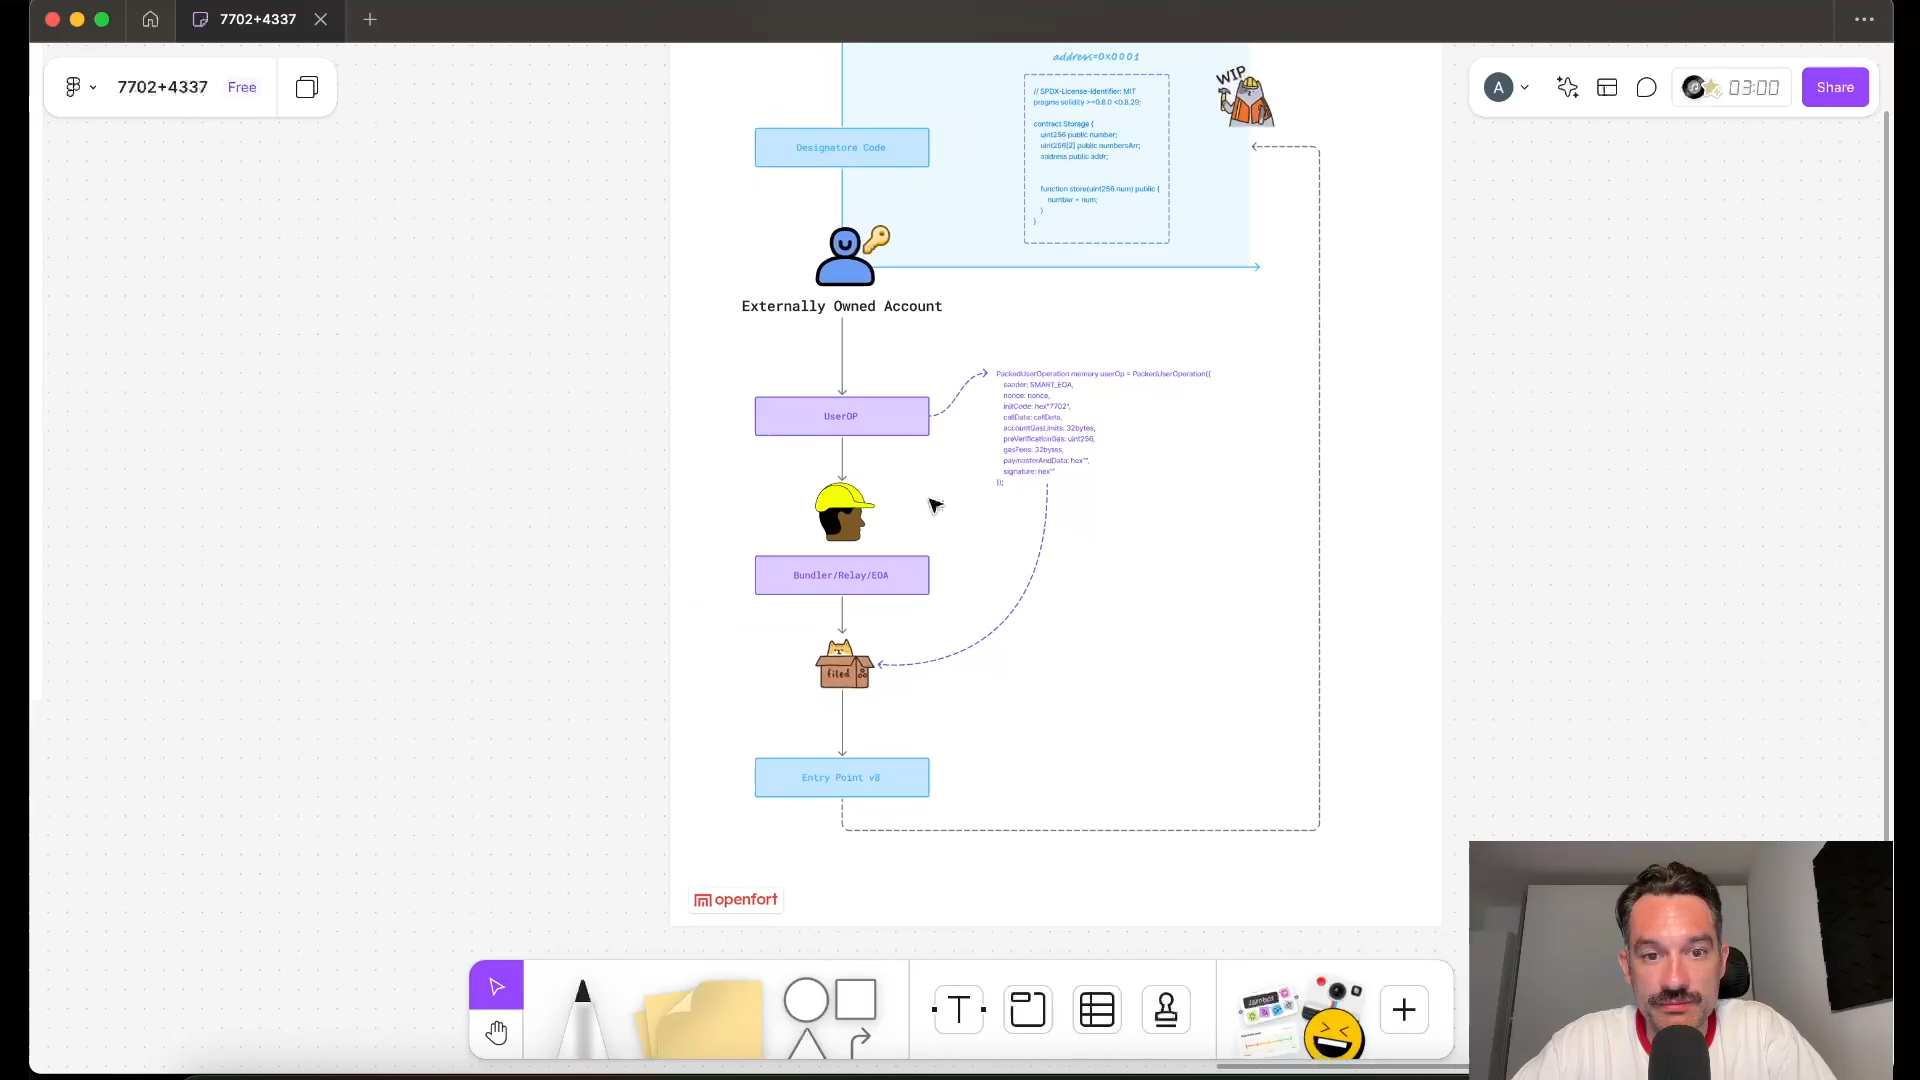 7702+4337
7702+4337
Free
A
03:00
Share
address=0X0001
WIP
// SPDX-License-Identifier: MIT
pragma solidity >=0.8.0 <0.8.29;
contract Storage {
uint256 public number;
uint256[2] public numbersArr;
address public addr;
function store(uint256 num) public {
number = num;
}
}
Designatore Code
Externally Owned Account
UserOP
PackedUserOperation memory userOp = PackedUserOperation({
sender: SMART_EOA,
nonce: nonce,
initCode: hex"7702",
callData: callData,
accountGasLimits: 32bytes,
preVerificationGas: uint256,
gasFees: 32bytes,
paymasterAndData: hex"",
signature: hex""
});
Bundler/Relay/EOA
filed
Entry Point v8
openfort
T
Jambot